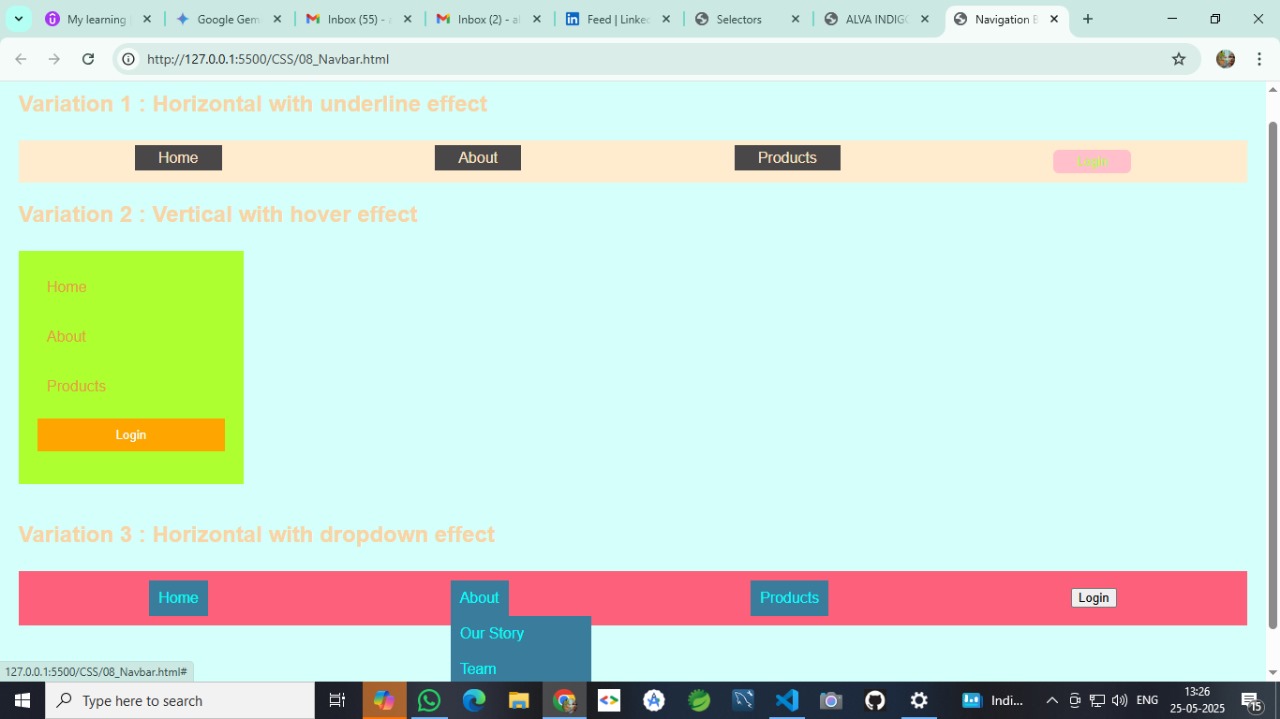 My learning
Google Gem
Inbox (55) -
Inbox (2) - al
Feed | Linke
Selectors
ALVA INDIGO
Navigation B
http://127.0.0.1:5500/CSS/08_Navbar.html
Variation 1 : Horizontal with underline effect
Home About Products Login
Variation 2 : Vertical with hover effect
Home
About
Products
Login
Variation 3 : Horizontal with dropdown effect
Home About Products Login
Our Story
Team
127.0.0.1:5500/CSS/08_Navbar.html#
Type here to search
Indi...
ENG
13:26
25-05-2025
15